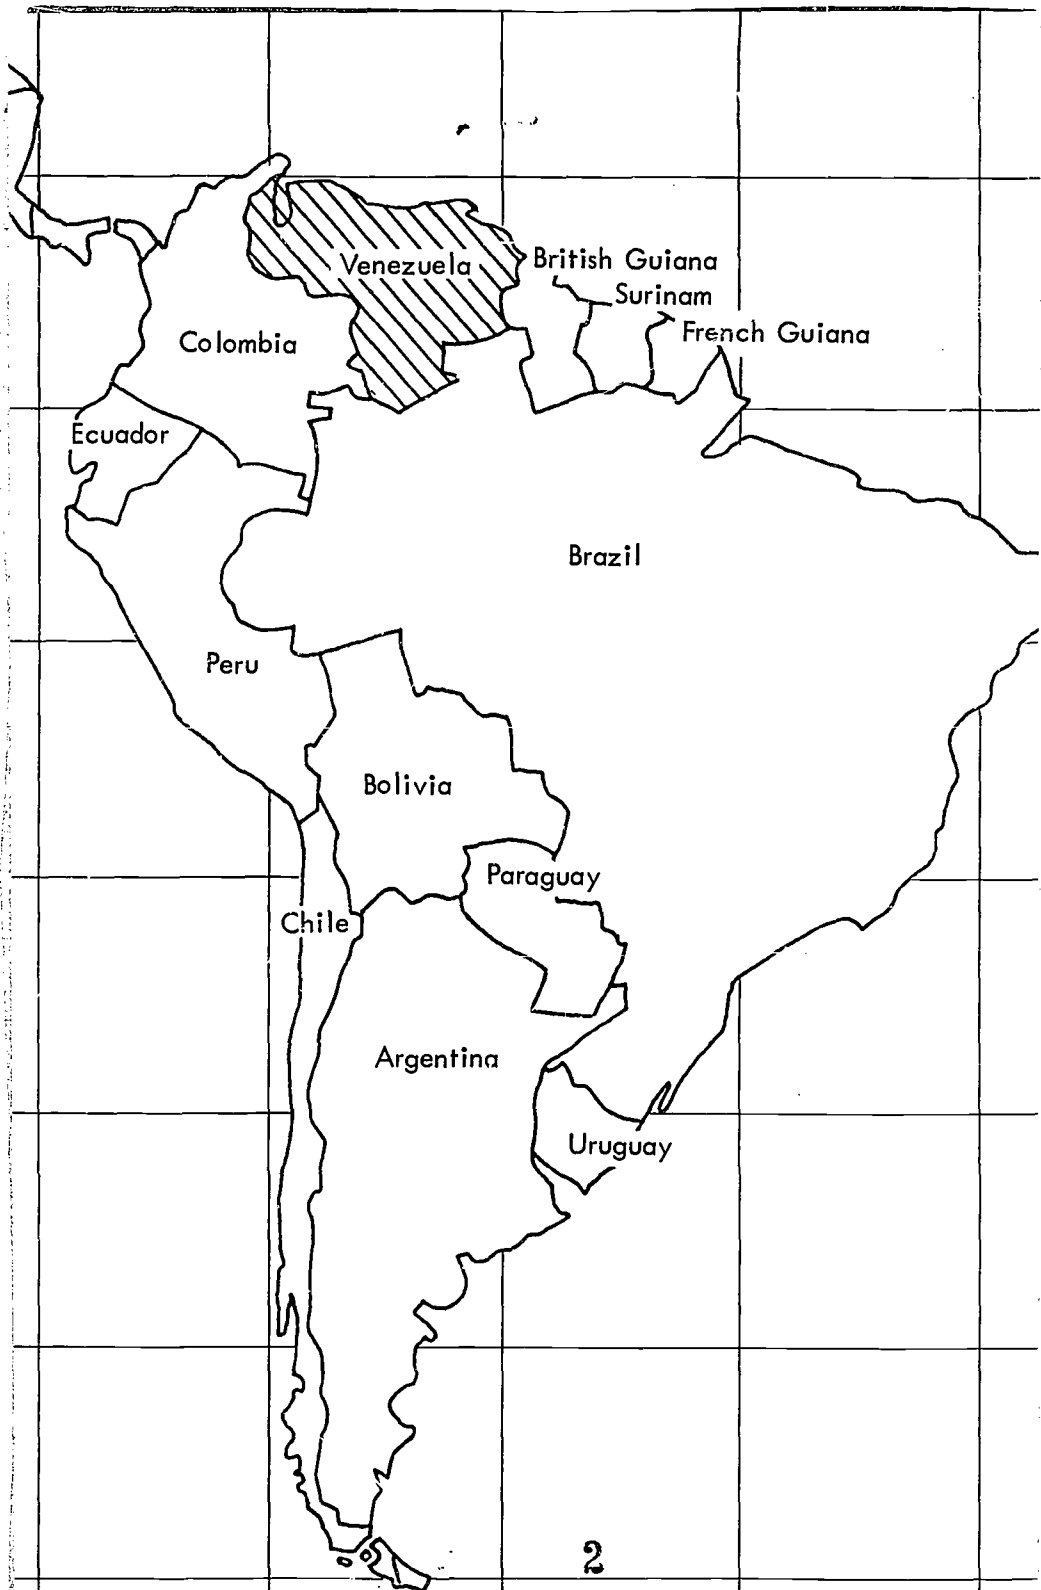 Venezuela
British Guiana
Surinam
French Guiana
Colombia
Ecuador
Brazil
Peru
Bolivia
Paraguay
Chile
Argentina
Uruguay
2